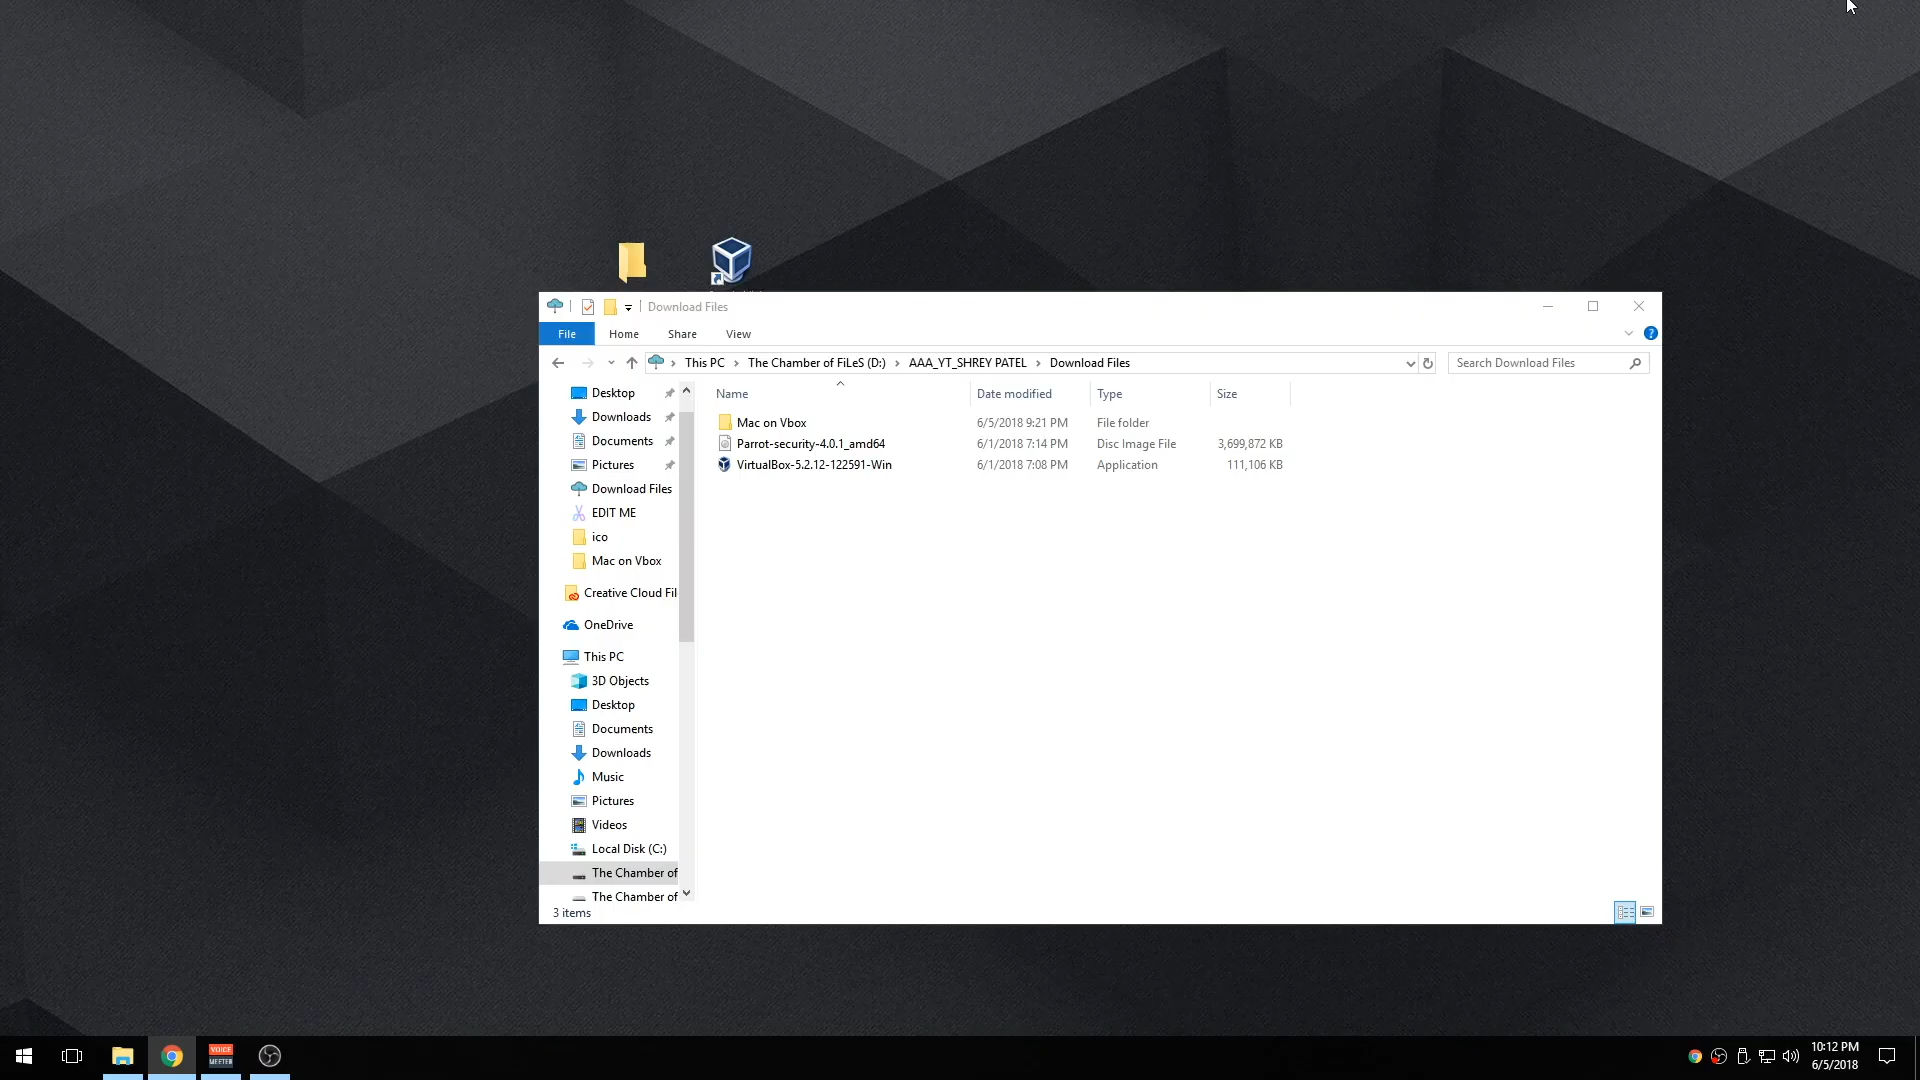 Download Files
File Home Share View
This PC The Chamber of FiLeS (D:) AAA_YT_SHREY PATEL Download Files Search Download Files
Name Date modified Type Size
Mac on Vbox 6/5/2018 9:21 PM File folder
Parrot-security-4.0.1_amd64 6/1/2018 7:14 PM Disc Image File 3,699,872 KB
VirtualBox-5.2.12-122591-Win 6/1/2018 7:08 PM Application 111,106 KB
Desktop
Downloads
Documents
Pictures
Download Files
EDIT ME
ico
Mac on Vbox
Creative Cloud Fil
OneDrive
This PC
3D Objects
Desktop
Documents
Downloads
Music
Pictures
Videos
Local Disk (C:)
The Chamber of
The Chamber of
3 items
VOICE
MEETER
10:12 PM
6/5/2018